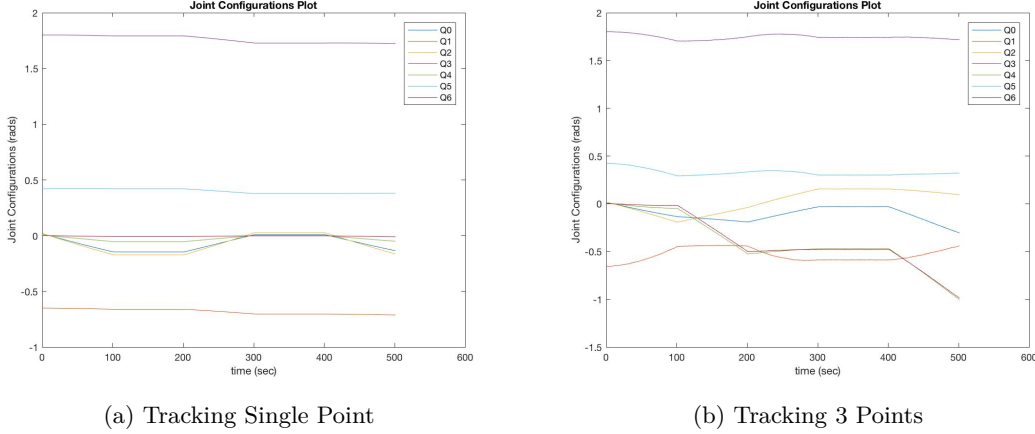 Joint Configurations Plot
2
1.5
1
0.5
0
-0.5
-1
Joint Configurations (rads)
0 100 200 300 400 500 600
time (sec)
Q0
Q1
Q2
Q3
Q4
Q5
Q6
(a) Tracking Single Point
Joint Configurations Plot
2
1.5
1
0.5
0
-0.5
-1
-1.5
Joint Configurations (rads)
0 100 200 300 400 500 600
time (sec)
Q0
Q1
Q2
Q3
Q4
Q5
Q6
(b) Tracking 3 Points